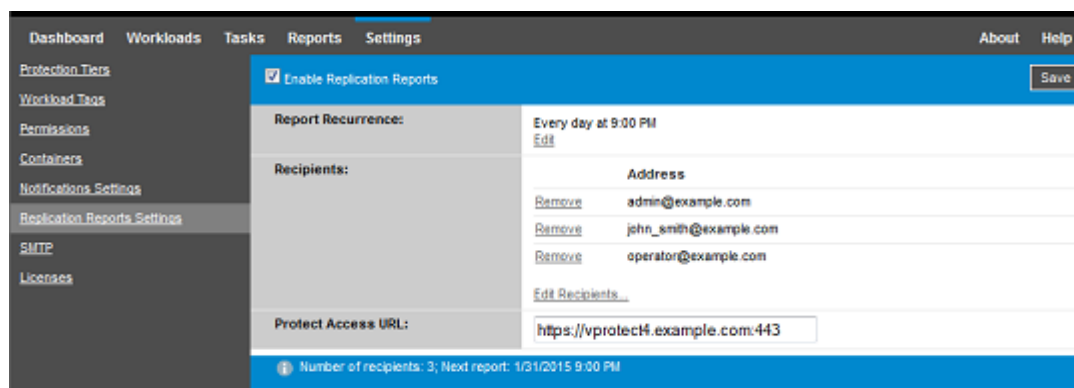 Dashboard Workloads Tasks Reports Settings About Help
Protection Tiers
Workload Tags
Permissions
Containers
Notifications Settings
Replication Reports Settings
SMTP
Licenses
Enable Replication Reports Save
Report Recurrence: Every day at 9:00 PM
Edit
Recipients:
Address
Remove admin@example.com
Remove john_smith@example.com
Remove operator@example.com
Edit Recipients...
Protect Access URL: https://vprotect4.example.com:443
Number of recipients: 3; Next report: 1/31/2015 9:00 PM